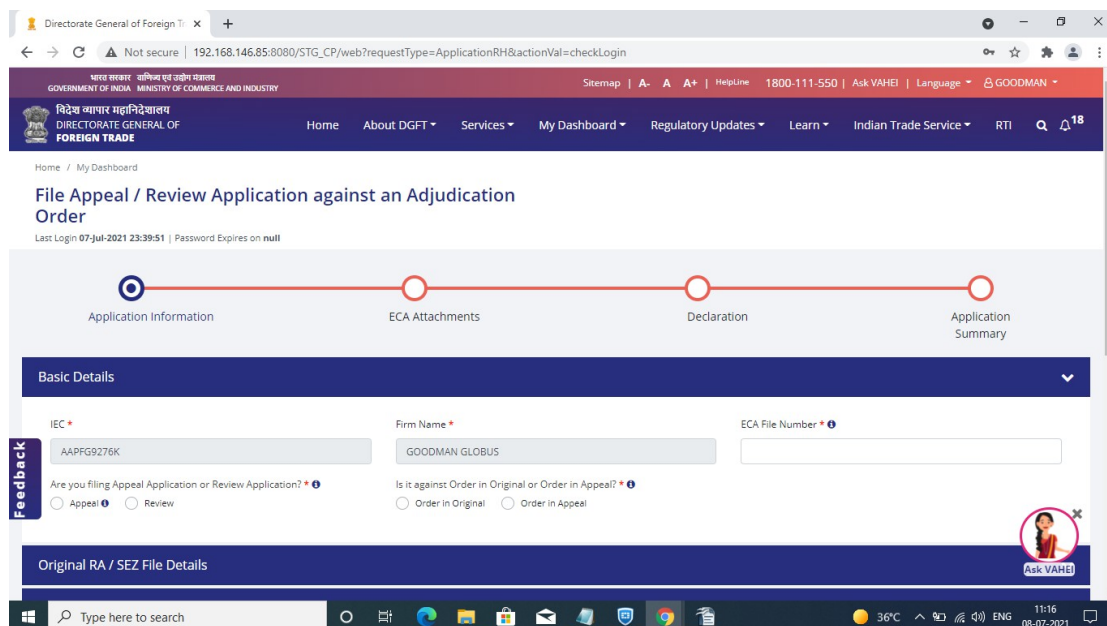 Directorate General of Foreign Tr
Not secure | 192.168.146.85:8080/STG_CP/web?requestType=ApplicationRH&actionVal=checkLogin
भारत सरकार वाणिज्य एवं उद्योग मंत्रालय
GOVERNMENT OF INDIA MINISTRY OF COMMERCE AND INDUSTRY
Sitemap | A- A A+ | HelpLine 1800-111-550 | Ask VAHEI | Language GOODMAN
विदेश व्यापार महानिदेशालय
DIRECTORATE GENERAL OF
FOREIGN TRADE
Home About DGFT Services My Dashboard Regulatory Updates Learn Indian Trade Service RTI 18
Home / My Dashboard
File Appeal / Review Application against an Adjudication
Order
Last Login 07-Jul-2021 23:39:51 | Password Expires on null
Application Information ECA Attachments Declaration Application
Summary
Basic Details
IEC * Firm Name * ECA File Number *
AAPFG9276K GOODMAN GLOBUS
Are you filing Appeal Application or Review Application? * Is it against Order in Original or Order in Appeal? *
Appeal Review Order in Original Order in Appeal
Feedback
Ask VAHEI
Original RA / SEZ File Details
Type here to search 36°C ENG 11:16
08-07-2021